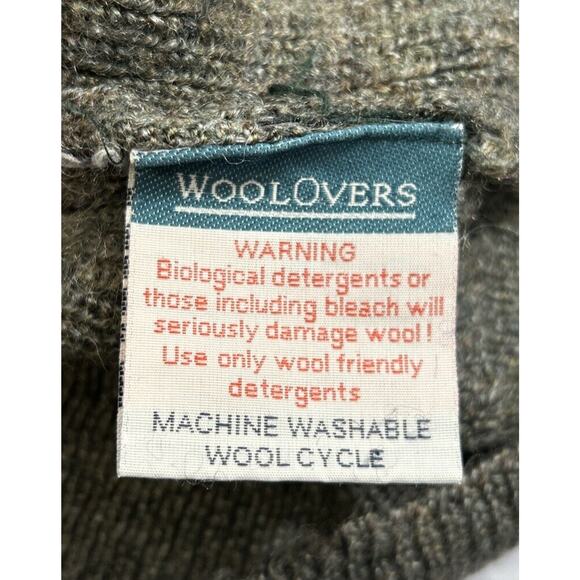 WOOLOVERS
WARNING
Biological detergents or
those including bleach will
seriously damage wool!
Use only wool friendly
detergents
MACHINE WASHABLE
WOOL CYCLE